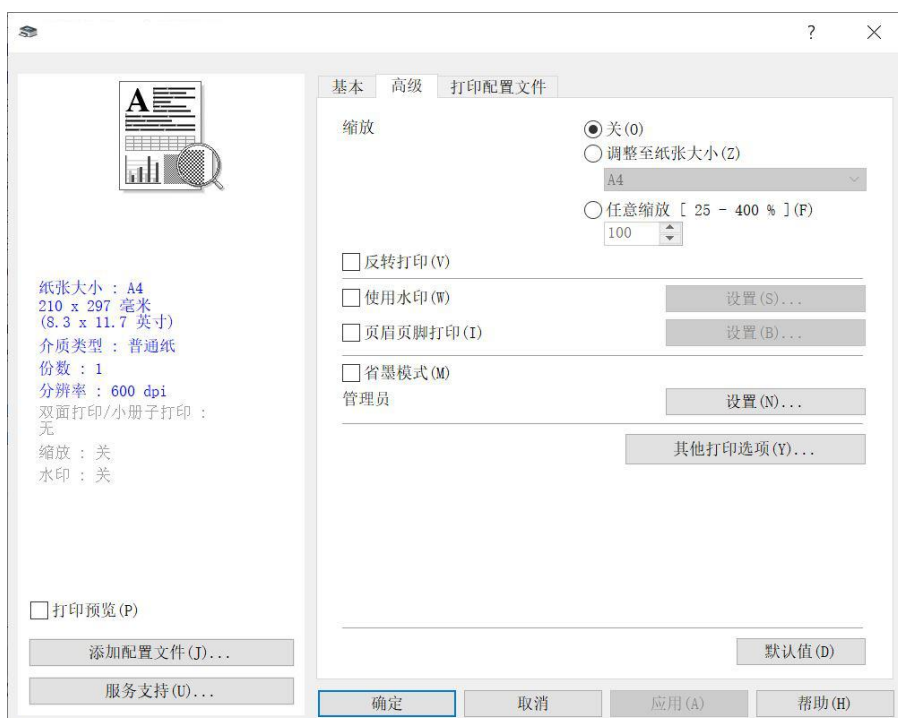 ?
A
纸张大小 : A4
210 x 297 毫米
(8.3 x 11.7 英寸)
介质类型 : 普通纸
份数 : 1
分辨率 : 600 dpi
双面打印/小册子打印 :
无
缩放 : 关
水印 : 关
打印预览(P)
添加配置文件(J)...
服务支持(U)...
基本 高级 打印配置文件
缩放
关(O)
调整至纸张大小(Z)
A4
任意缩放 [ 25 - 400 % ](F)
100
反转打印(V)
使用水印(W) 设置(S)...
页眉页脚打印(I) 设置(B)...
省墨模式(M)
管理员 设置(N)...
其他打印选项(Y)...
默认值(D)
确定 取消 应用(A) 帮助(H)